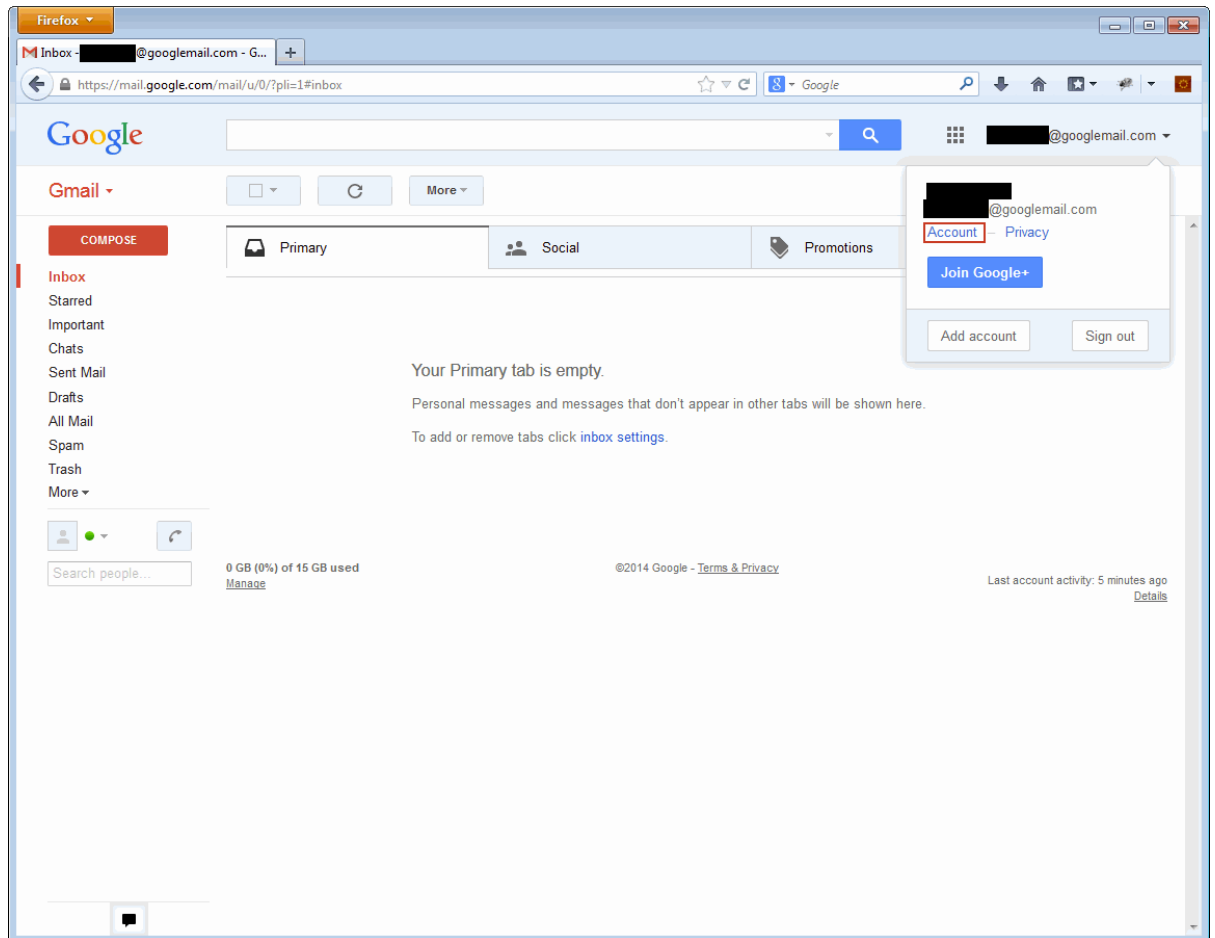 Firefox
Inbox - @googlemail.com - G...
https://mail.google.com/mail/u/0/?pli=1#inbox
Google
Google
@googlemail.com
Gmail
More
@googlemail.com
Account – Privacy
Join Google+
Add account
Sign out
COMPOSE
Primary
Social
Promotions
Inbox
Starred
Important
Chats
Sent Mail
Drafts
All Mail
Spam
Trash
More
Your Primary tab is empty.
Personal messages and messages that don't appear in other tabs will be shown here.
To add or remove tabs click inbox settings.
Search people...
0 GB (0%) of 15 GB used
Manage
©2014 Google - Terms & Privacy
Last account activity: 5 minutes ago
Details